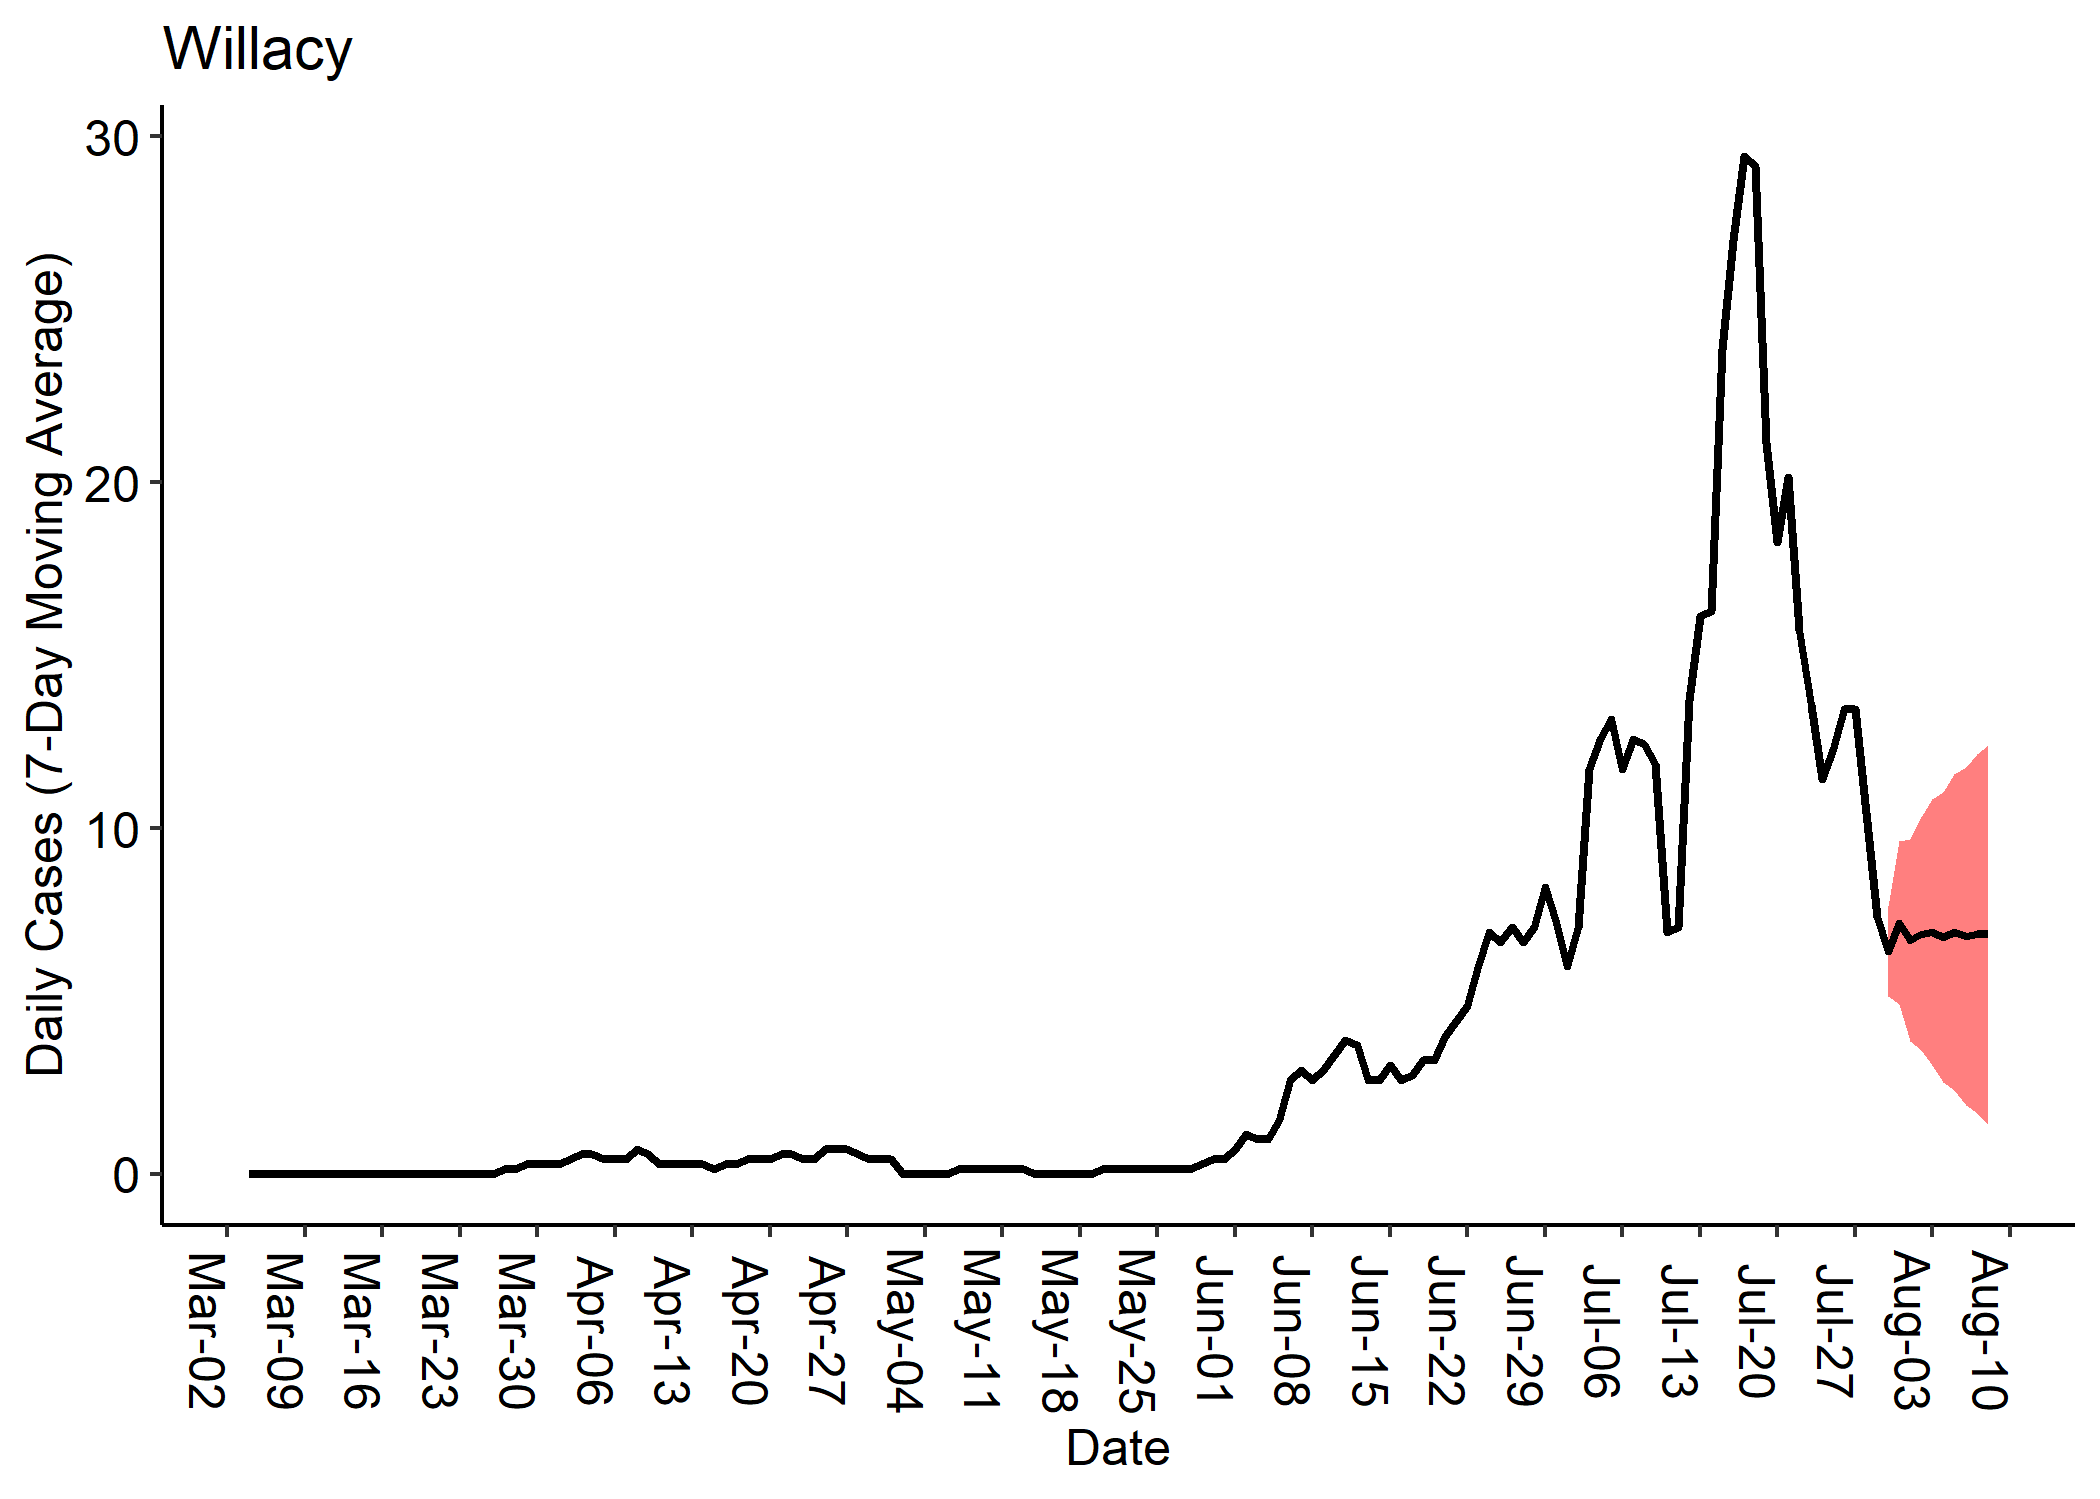 Willacy
Daily Cases (7-Day Moving Average)
30
20
10
0
Mar-02
Mar-09
Mar-16
Mar-23
Mar-30
Apr-06
Apr-13
Apr-20
Apr-27
May-04
May-11
May-18
May-25
Jun-01
Jun-08
Jun-15
Jun-22
Jun-29
Jul-06
Jul-13
Jul-20
Jul-27
Aug-03
Aug-10
Date